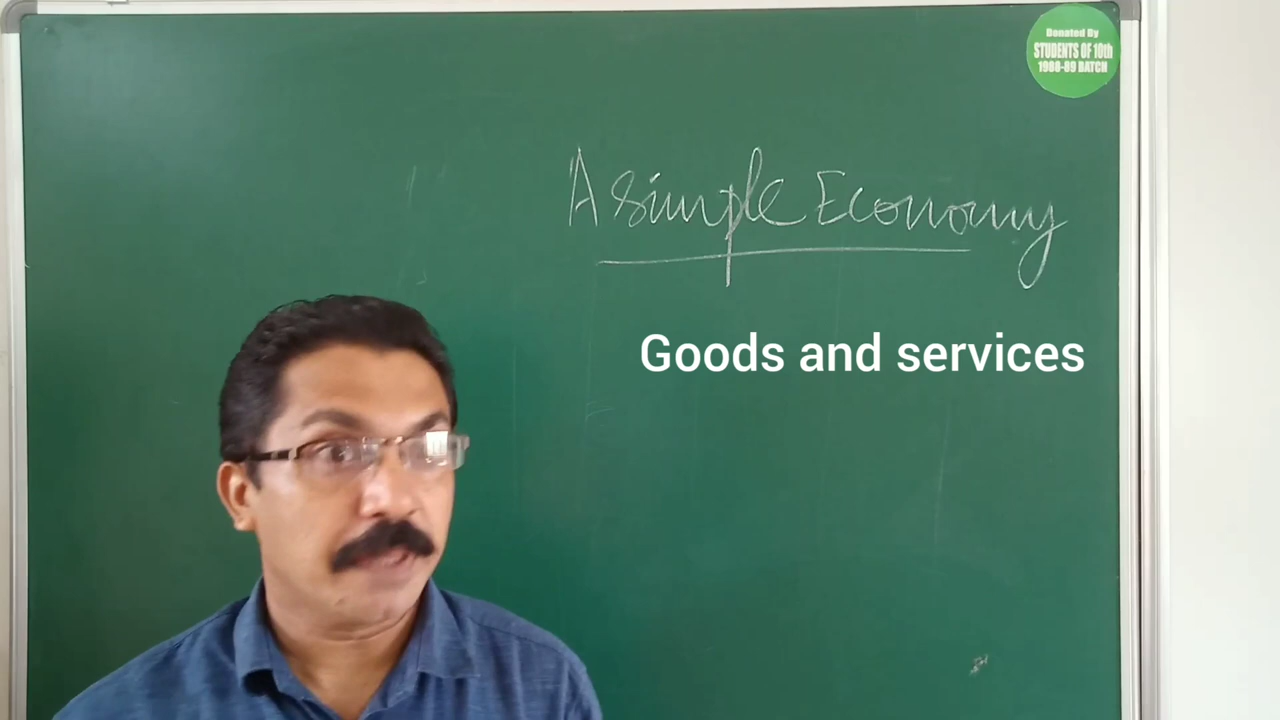 Donated By
STUDENTS OF 10th
1988-89 BATCH
A simple Economy
Goods and services